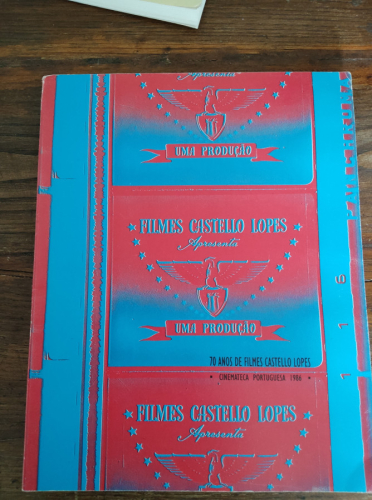 Apresenta
UMA PRODUÇÃO
FILMES CASTELLO LOPES
Apresenta
UMA PRODUÇÃO
70 ANOS DE FILMES CASTELLO LOPES
• CINEMATECA PORTUGUESA 1986 •
FILMES CASTELLO LOPES
Apresenta